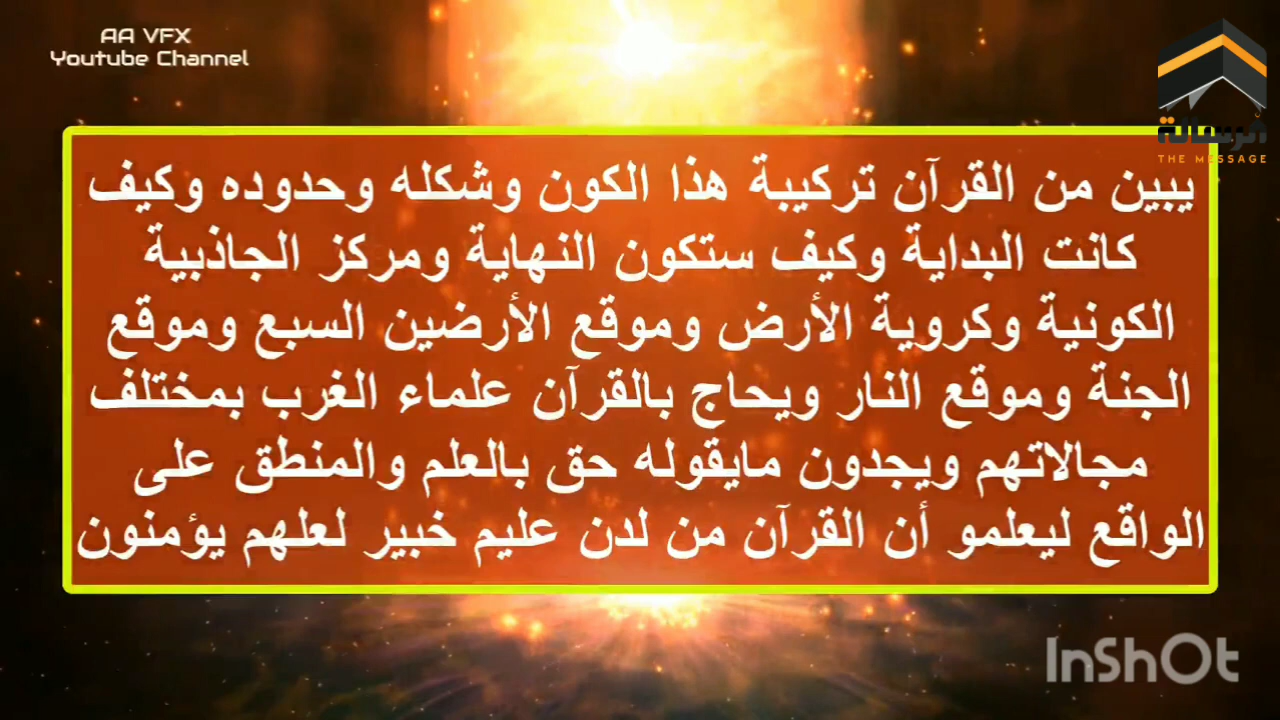 AA VFX
Youtube Channel
الرسالة
THE MESSAGE
يبين من القرآن تركيبة هذا الكون وشكله وحدوده وكيف
كانت البداية وكيف ستكون النهاية ومركز الجاذبية
الكونية وكروية الأرض وموقع الأرضين السبع وموقع
الجنة وموقع النار ويحاج بالقرآن علماء الغرب بمختلف
مجالاتهم ويجدون مايقوله حق بالعلم والمنطق على
الواقع ليعلمو أن القرآن من لدن عليم خبير لعلهم يؤمنون
InShOt